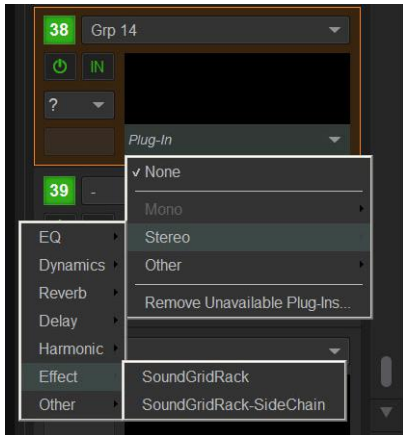 38 Grp 14
IN
?
Plug-In
✓ None
39 -
Mono
Stereo
Other
Remove Unavailable Plug-Ins...
EQ
Dynamics
Reverb
Delay
Harmonic
Effect
Other
SoundGridRack
SoundGridRack-SideChain